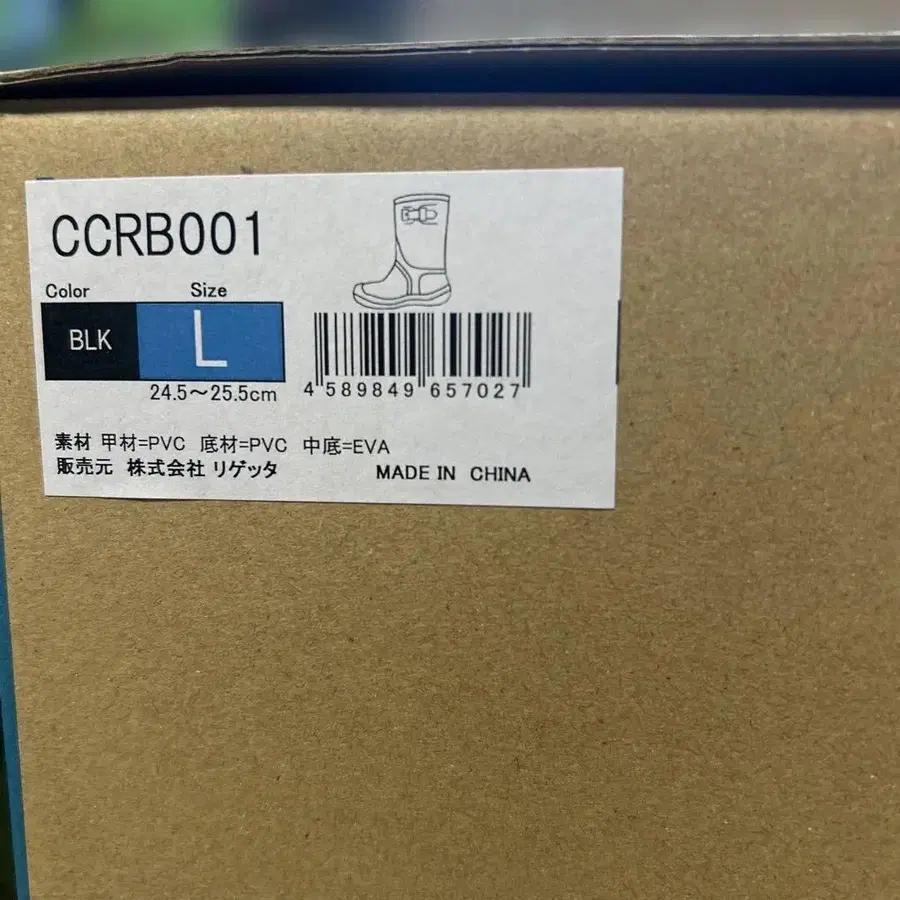 CCRB001
Color Size
BLK L
24.5～25.5cm
4 589849 657027
素材 甲材=PVC 底材=PVC 中底=EVA
販売元 株式会社 リゲッタ MADE IN CHINA